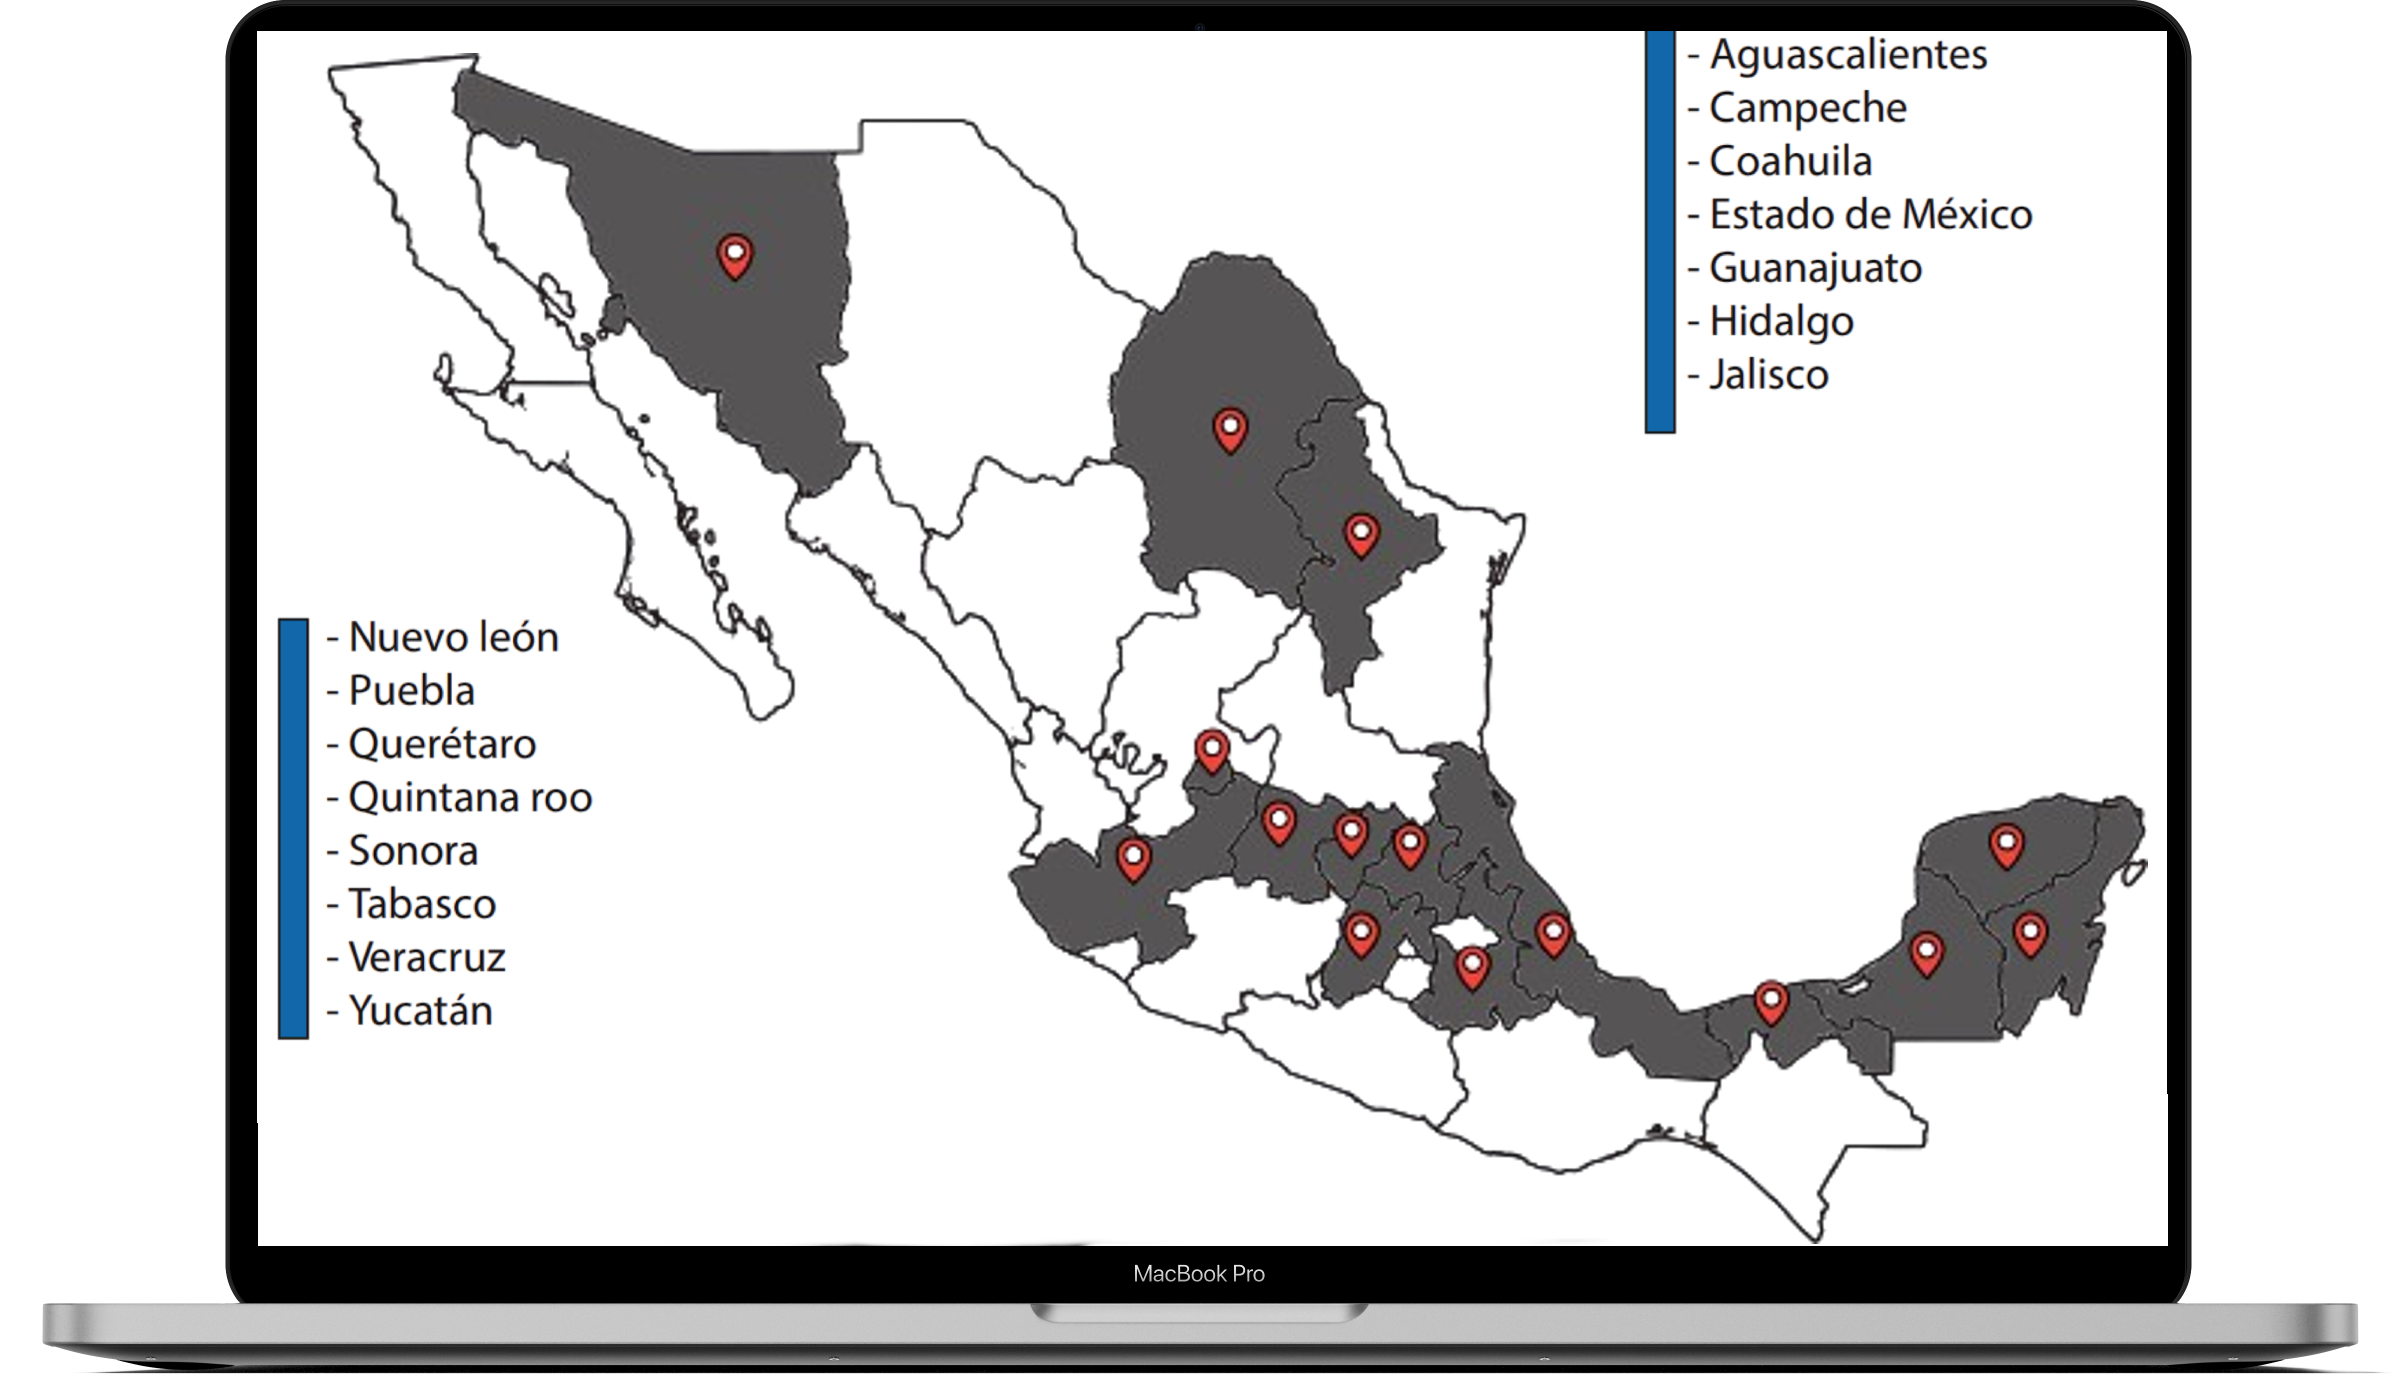 - Aguascalientes
- Campeche
- Coahuila
- Estado de México
- Guanajuato
- Hidalgo
- Jalisco
- Nuevo león
- Puebla
- Querétaro
- Quintana roo
- Sonora
- Tabasco
- Veracruz
- Yucatán
MacBook Pro